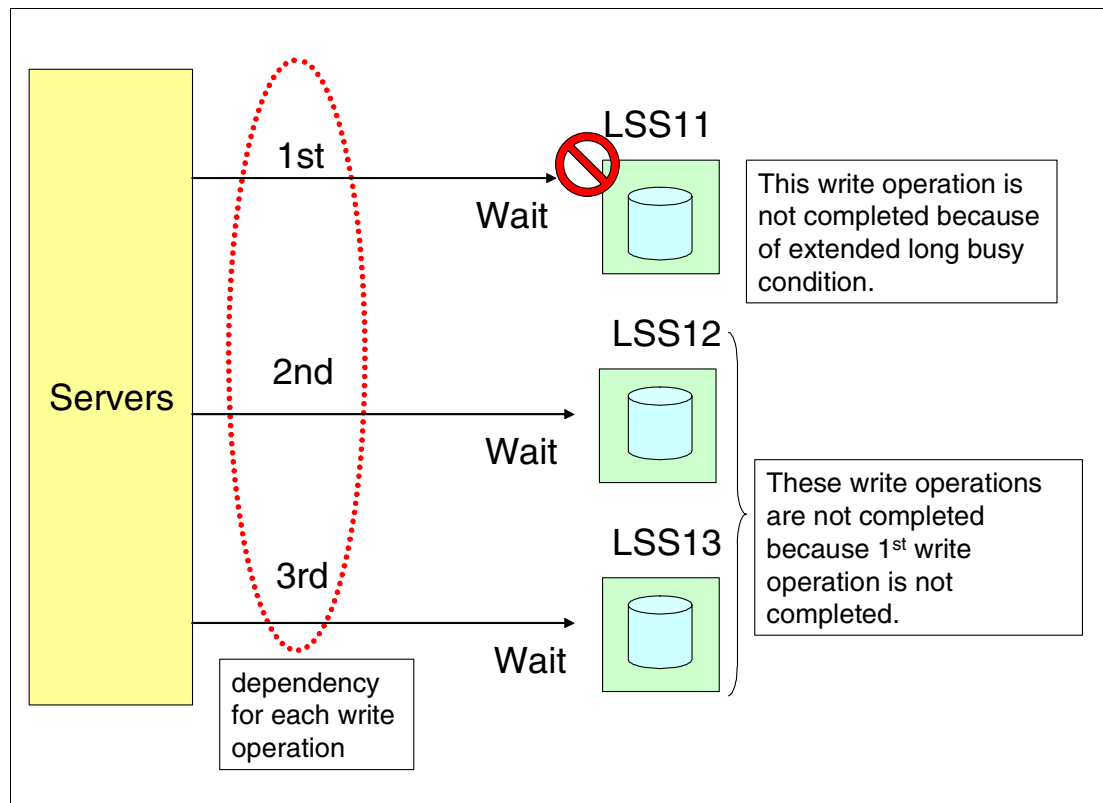 LSS11
1st
Wait
This write operation is
not completed because
of extended long busy
condition.
LSS12
2nd
Servers
Wait
These write operations
are not completed
because 1st write
operation is not
completed.
LSS13
3rd
Wait
dependency
for each write
operation